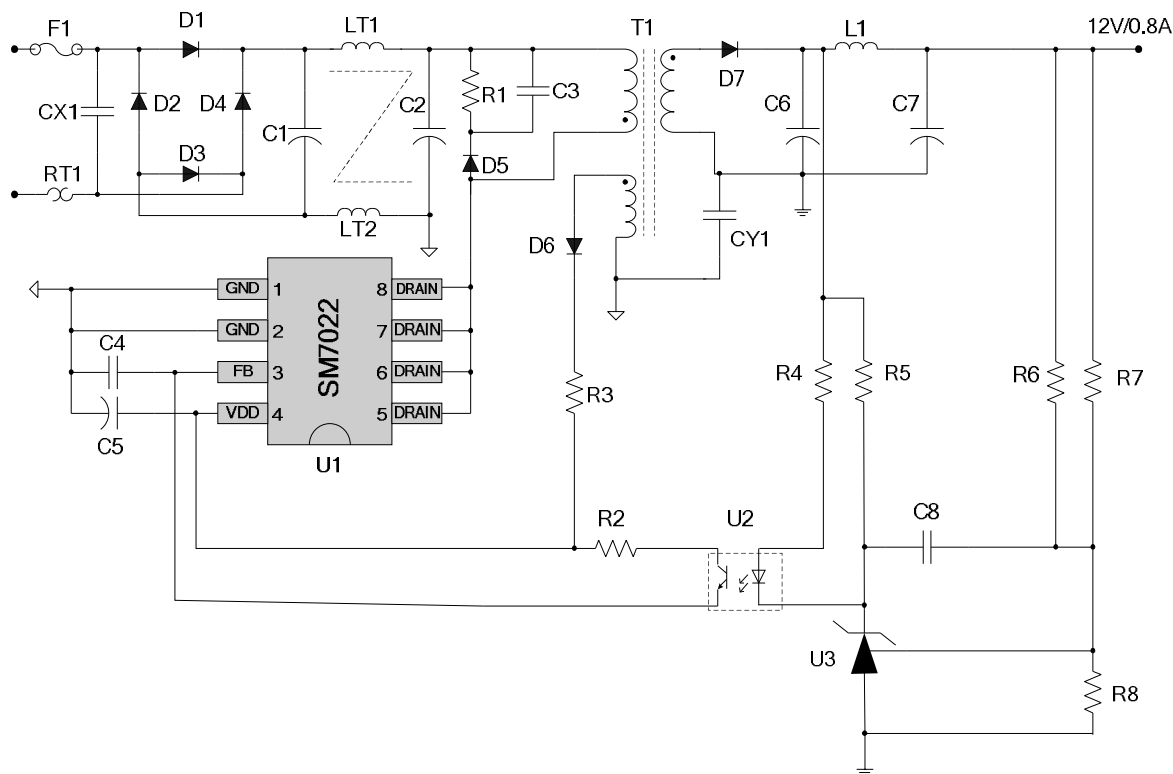 F1
D1
LT1
T1
L1
12V/0.8A
D7
CX1
D2
D4
C1
C2
R1
C3
C6
C7
RT1
D3
D5
LT2
D6
CY1
GND 1
8 DRAIN
GND 2
7 DRAIN
FB 3
6 DRAIN
VDD 4
5 DRAIN
SM7022
U1
C4
C5
R3
R4
R5
R6
R7
R2
U2
C8
U3
R8